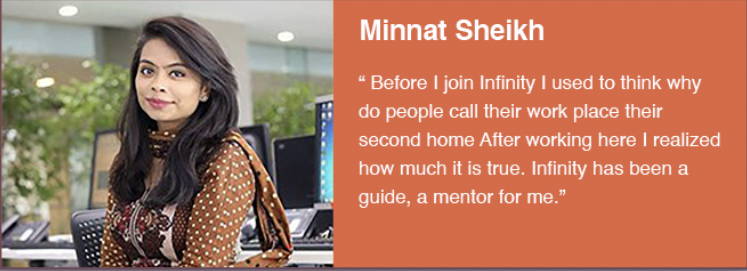 Minnat Sheikh
“ Before I join Infinity I used to think why
do people call their work place their
second home After working here I realized
how much it is true. Infinity has been a
guide, a mentor for me.”